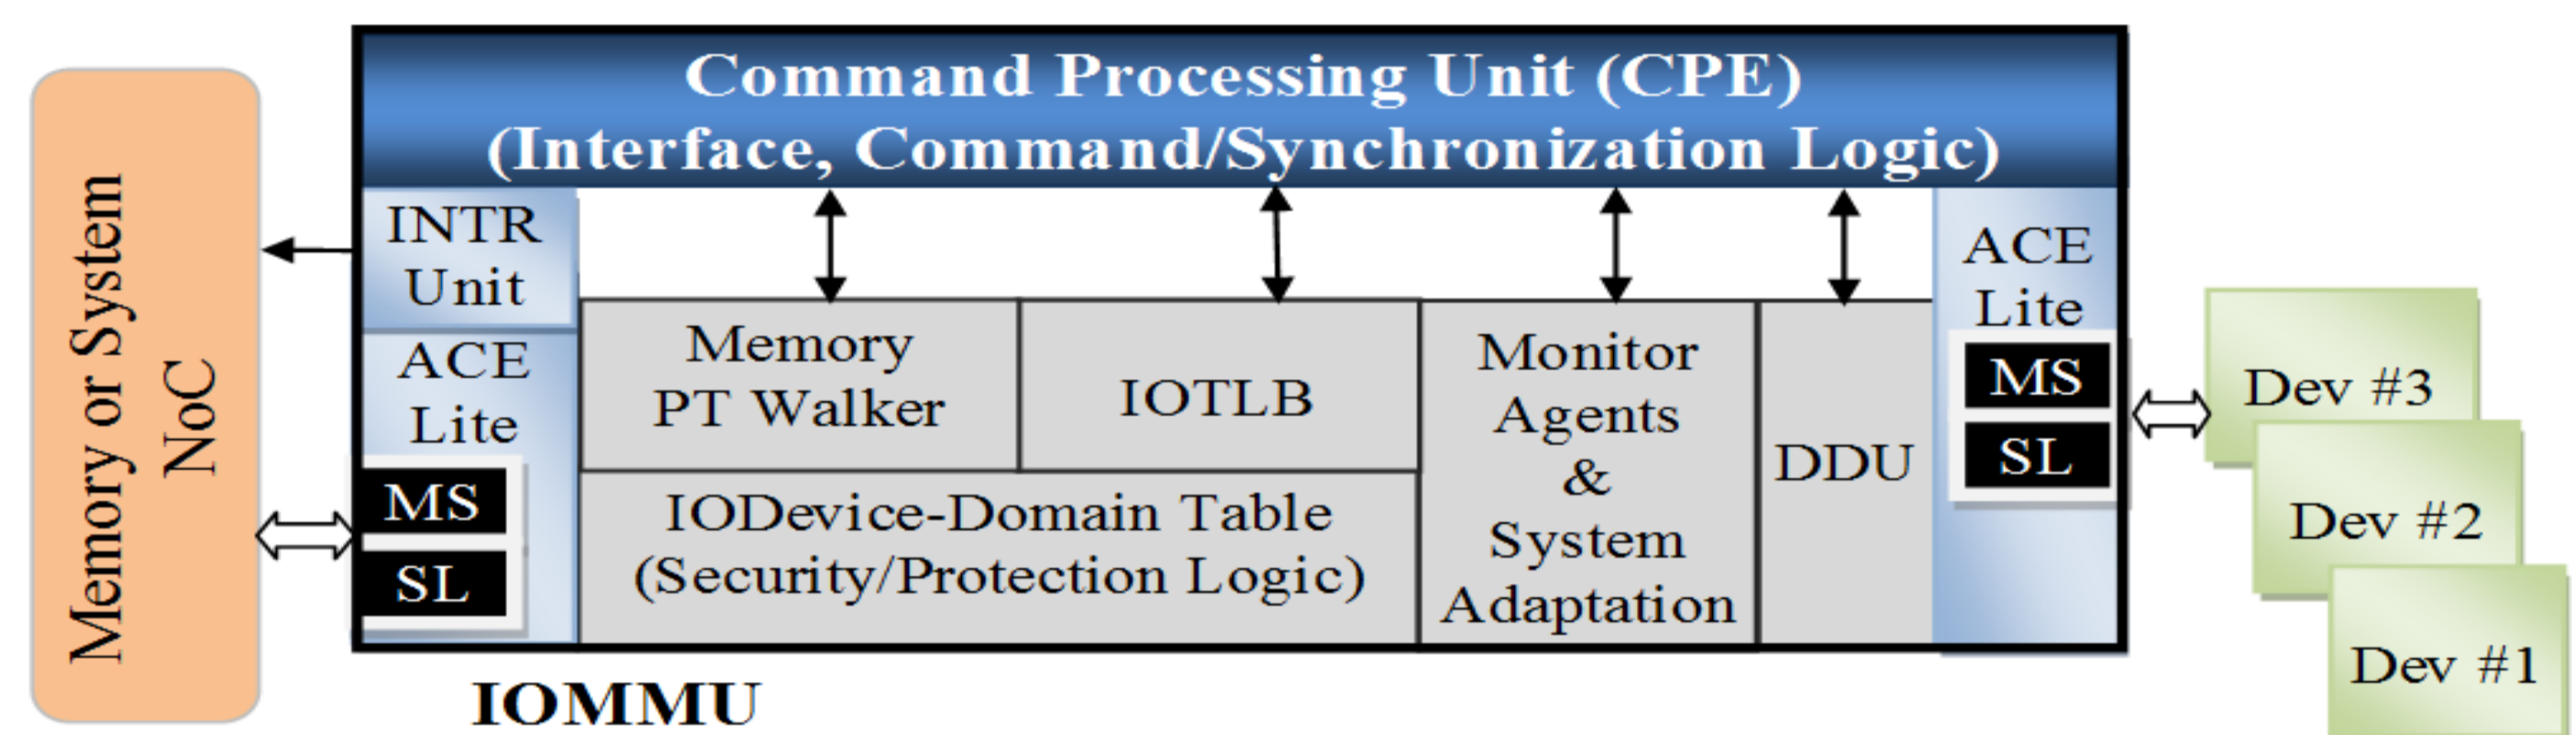 Memory or System
NoC
Command Processing Unit (CPE)
(Interface, Command/Synchronization Logic)
INTR
Unit
ACE
Lite
MS
SL
Memory
PT Walker
IOTLB
IODevice-Domain Table
(Security/Protection Logic)
Monitor
Agents
&
System
Adaptation
DDU
ACE
Lite
MS
SL
Dev #3
Dev #2
Dev #1
IOMMU